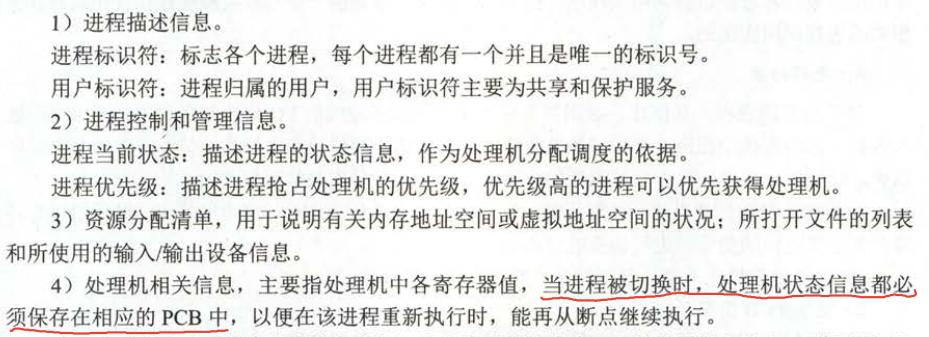 1）进程描述信息。
进程标识符：标志各个进程，每个进程都有一个并且是唯一的标识号。
用户标识符：进程归属的用户，用户标识符主要为共享和保护服务。
2）进程控制和管理信息。
进程当前状态：描述进程的状态信息，作为处理机分配调度的依据。
进程优先级：描述进程抢占处理机的优先级，优先级高的进程可以优先获得处理机。
3）资源分配清单，用于说明有关内存地址空间或虚拟地址空间的状况；所打开文件的列表
和所使用的输入/输出设备信息。
4）处理机相关信息，主要指处理机中各寄存器值，当进程被切换时，处理机状态信息都必
须保存在相应的 PCB 中，以便在该进程重新执行时，能再从断点继续执行。